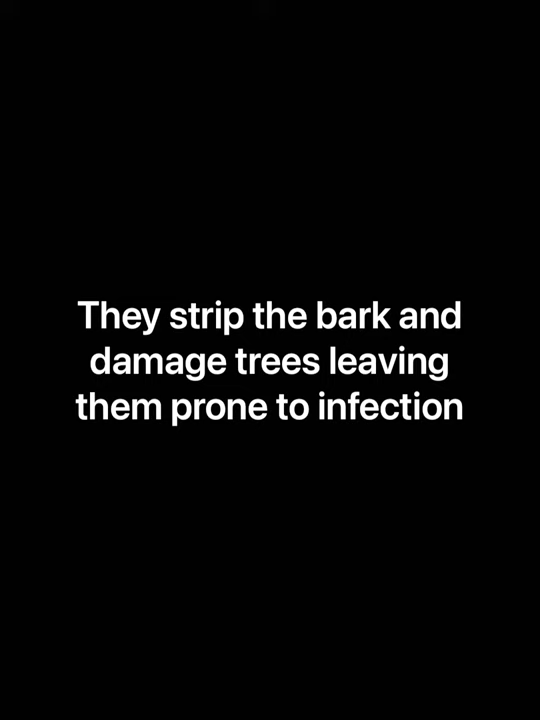 They strip the bark and
damage trees leaving
them prone to infection